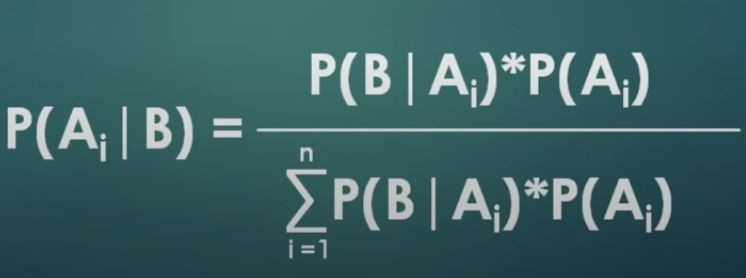 P(Aᵢ | B) = P(B | Aᵢ)*P(Aᵢ)
n
∑P(B | Aᵢ)*P(Aᵢ)
i=1